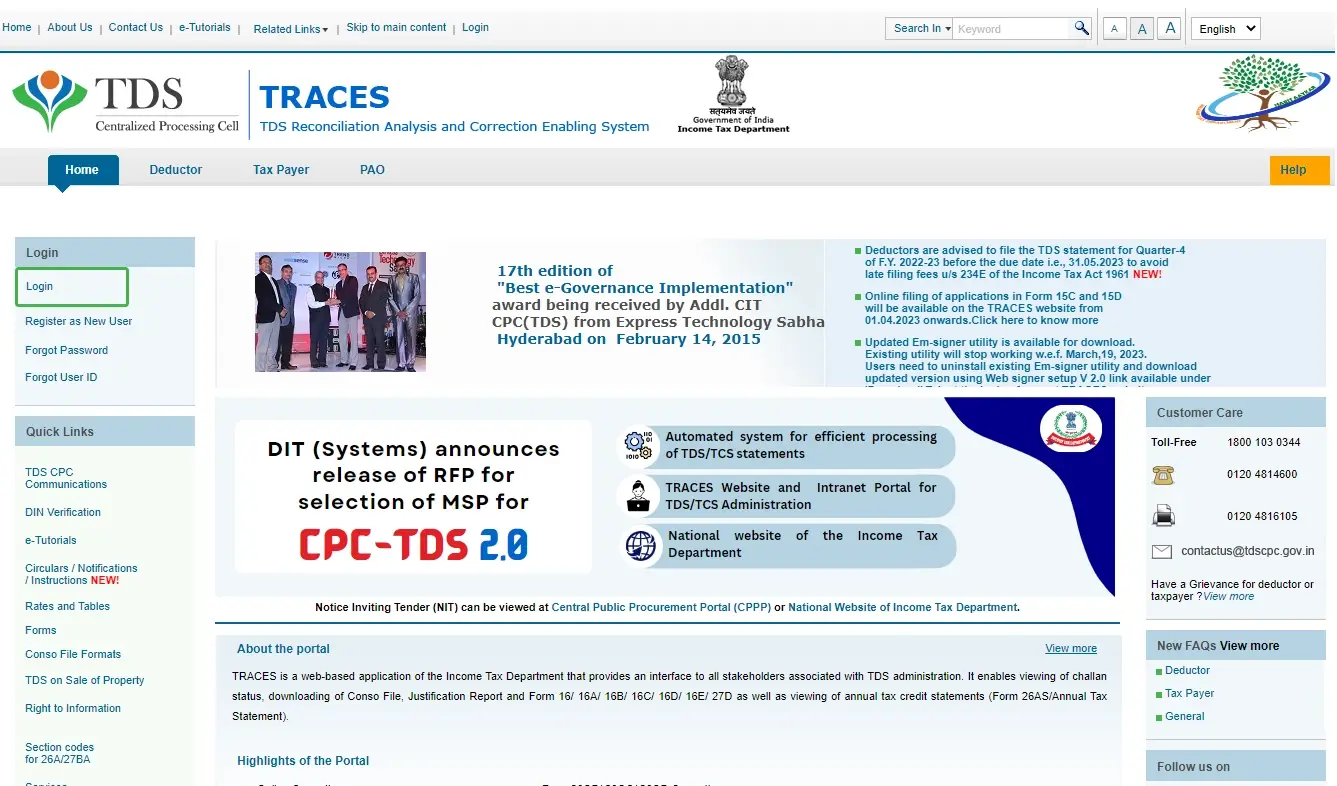 Home | About Us | Contact Us | e-Tutorials | Related Links | Skip to main content | Login
Search In Keyword A A A English
TDS
Centralized Processing Cell
TRACES
TDS Reconciliation Analysis and Correction Enabling System
सत्यमेव जयते
Government of India
Income Tax Department
Home Deductor Tax Payer PAO Help
Login
Login
Register as New User
Forgot Password
Forgot User ID
17th edition of
"Best e-Governance Implementation"
award being received by Addl. CIT
CPC(TDS) from Express Technology Sabha
Hyderabad on February 14, 2015
Deductors are advised to file the TDS statement for Quarter-4
of F.Y. 2022-23 before the due date i.e., 31.05.2023 to avoid
late filing fees u/s 234E of the Income Tax Act 1961 NEW!
Online filing of applications in Form 15C and 15D
will be available on the TRACES website from
01.04.2023 onwards.Click here to know more
Updated Em-signer utility is available for download.
Existing utility will stop working w.e.f. March,19, 2023.
Users need to uninstall existing Em-signer utility and download
updated version using Web signer setup V 2.0 link available under
Quick Links
TDS CPC
Communications
DIN Verification
e-Tutorials
Circulars / Notifications
/ Instructions NEW!
Rates and Tables
Forms
Conso File Formats
TDS on Sale of Property
Right to Information
Section codes
for 26A/27BA
DIT (Systems) announces
release of RFP for
selection of MSP for
CPC-TDS 2.0
Automated system for efficient processing
of TDS/TCS statements
TRACES Website and Intranet Portal for
TDS/TCS Administration
National website of the Income Tax
Department
Notice Inviting Tender (NIT) can be viewed at Central Public Procurement Portal (CPPP) or National Website of Income Tax Department.
About the portal View more
TRACES is a web-based application of the Income Tax Department that provides an interface to all stakeholders associated with TDS administration. It enables viewing of challan
status, downloading of Conso File, Justification Report and Form 16/ 16A/ 16B/ 16C/ 16D/ 16E/ 27D as well as viewing of annual tax credit statements (Form 26AS/Annual Tax
Statement).
Highlights of the Portal
Customer Care
Toll-Free 1800 103 0344
0120 4814600
0120 4816105
contactus@tdscpc.gov.in
Have a Grievance for deductor or
taxpayer ?View more
New FAQs View more
Deductor
Tax Payer
General
Follow us on